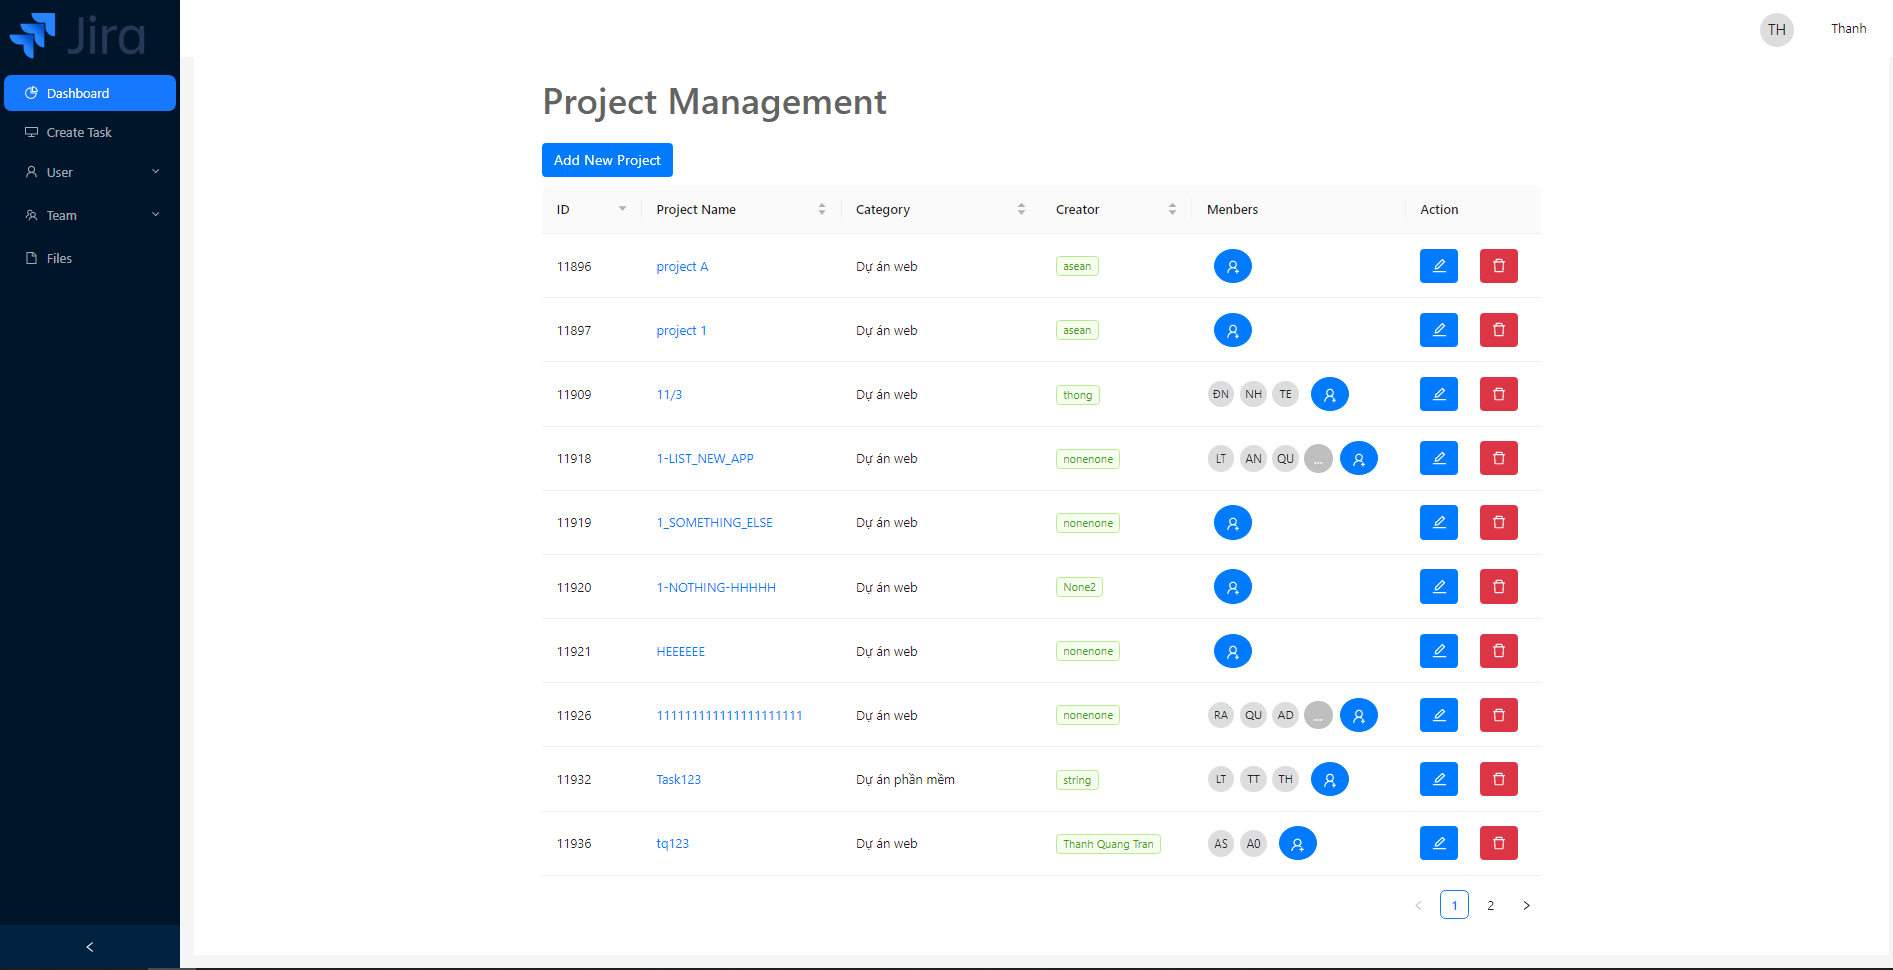 Jira
TH Thanh
Dashboard
Create Task
User
Team
Files
Project Management
Add New Project
ID Project Name Category Creator Menbers Action
11896 project A Dự án web asean
11897 project 1 Dự án web asean
11909 11/3 Dự án web thong ĐN NH TE
11918 1-LIST_NEW_APP Dự án web nonenone LT AN QU ...
11919 1_SOMETHING_ELSE Dự án web nonenone
11920 1-NOTHING-HHHHH Dự án web None2
11921 HEEEEEE Dự án web nonenone
11926 111111111111111111111 Dự án web nonenone RA QU AD ...
11932 Task123 Dự án phần mềm string LT TT TH
11936 tq123 Dự án web Thanh Quang Tran AS A0
1 2